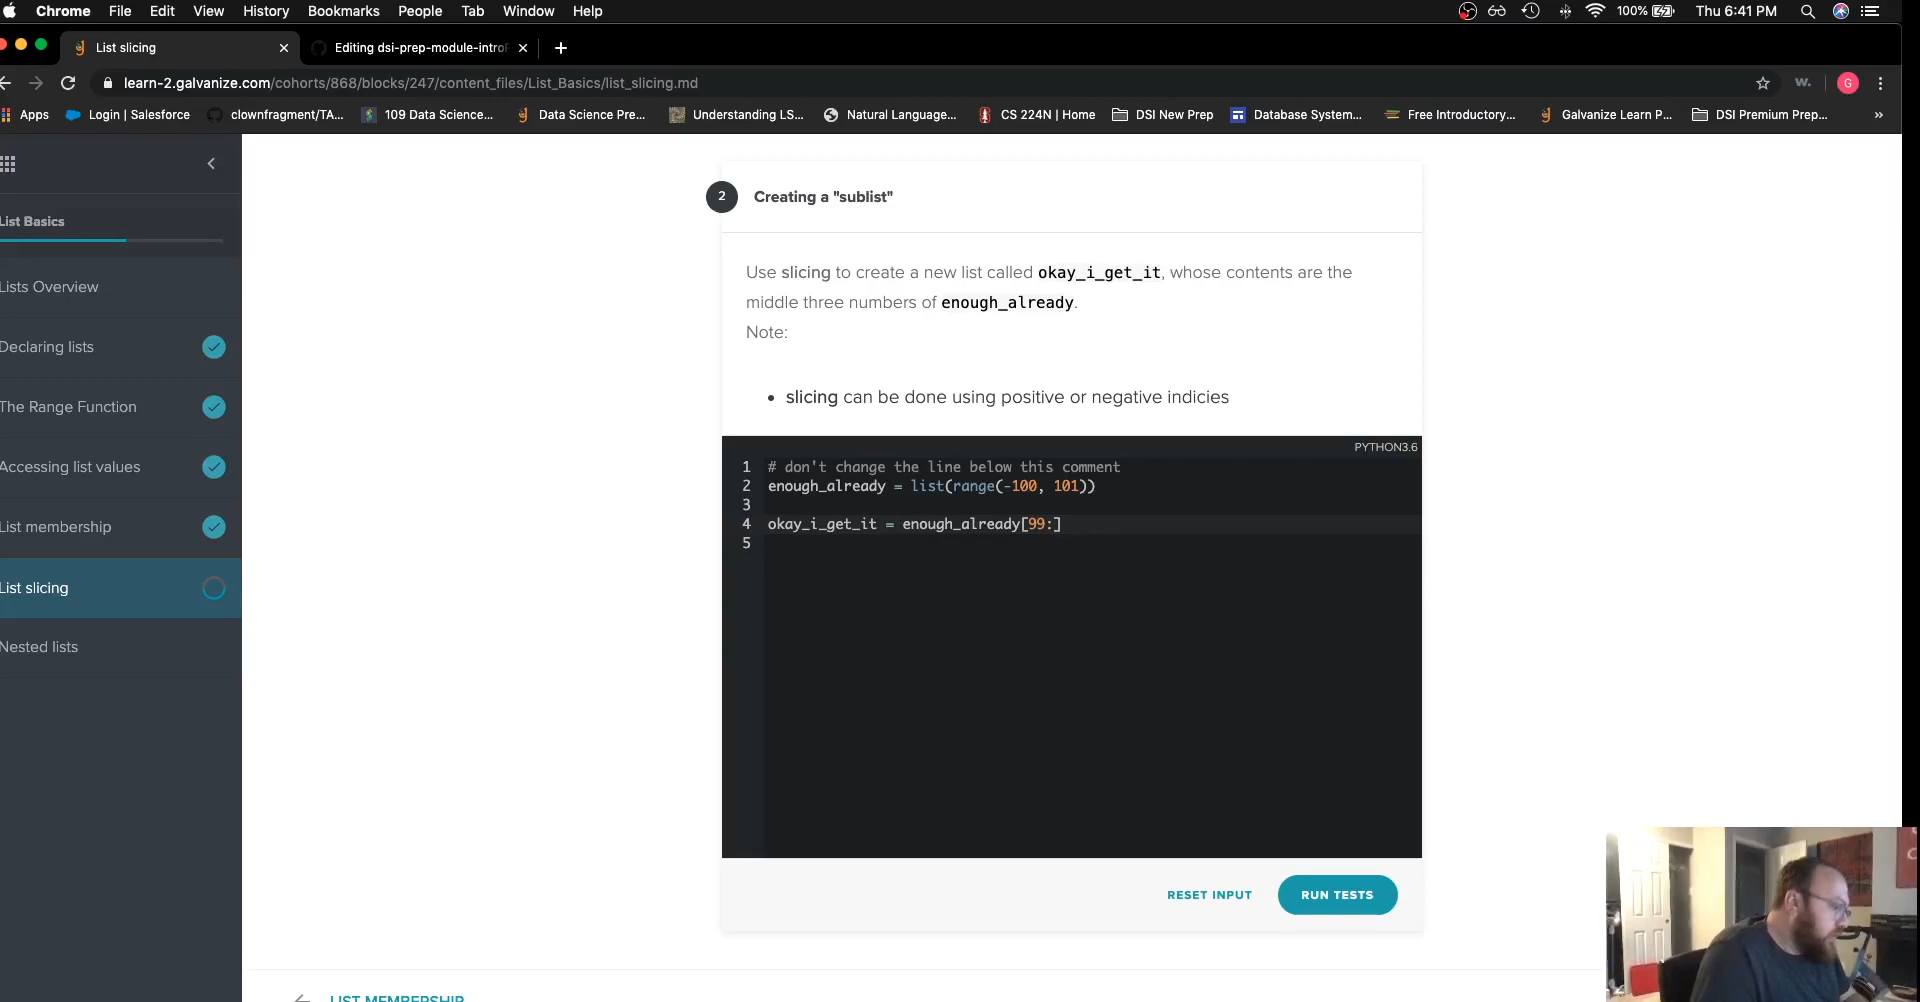 Chrome File Edit View History Bookmarks People Tab Window Help 100% Thu 6:41 PM
List slicing Editing dsi-prep-module-introP
learn-2.galvanize.com/cohorts/868/blocks/247/content_files/List_Basics/list_slicing.md w. G
Apps Login | Salesforce clownfragment/TA... 109 Data Science... Data Science Pre... Understanding LS... Natural Language... CS 224N | Home DSI New Prep Database System... Free Introductory... Galvanize Learn P... DSI Premium Prep... »
List Basics
Lists Overview
Declaring lists
The Range Function
Accessing list values
List membership
List slicing
Nested lists
2 Creating a "sublist"
Use slicing to create a new list called okay_i_get_it, whose contents are the
middle three numbers of enough_already.
Note:
• slicing can be done using positive or negative indicies
PYTHON3.6
1 # don't change the line below this comment
2 enough_already = list(range(-100, 101))
3
4 okay_i_get_it = enough_already[99:]
5
RESET INPUT RUN TESTS
LIST MEMBERSHIP